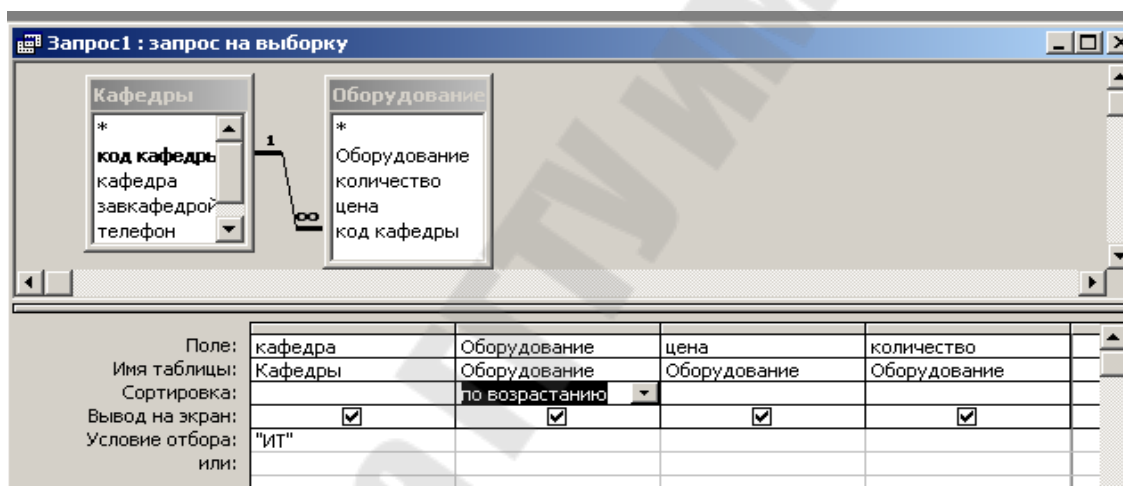 Запрос1 : запрос на выборку
Кафедры
*
код кафедры
кафедра
завкафедрой
телефон
1
∞
Оборудование
*
Оборудование
количество
цена
код кафедры
Поле: кафедра Оборудование цена количество
Имя таблицы: Кафедры Оборудование Оборудование Оборудование
Сортировка: по возрастанию
Вывод на экран:
Условие отбора: "ИТ"
или: